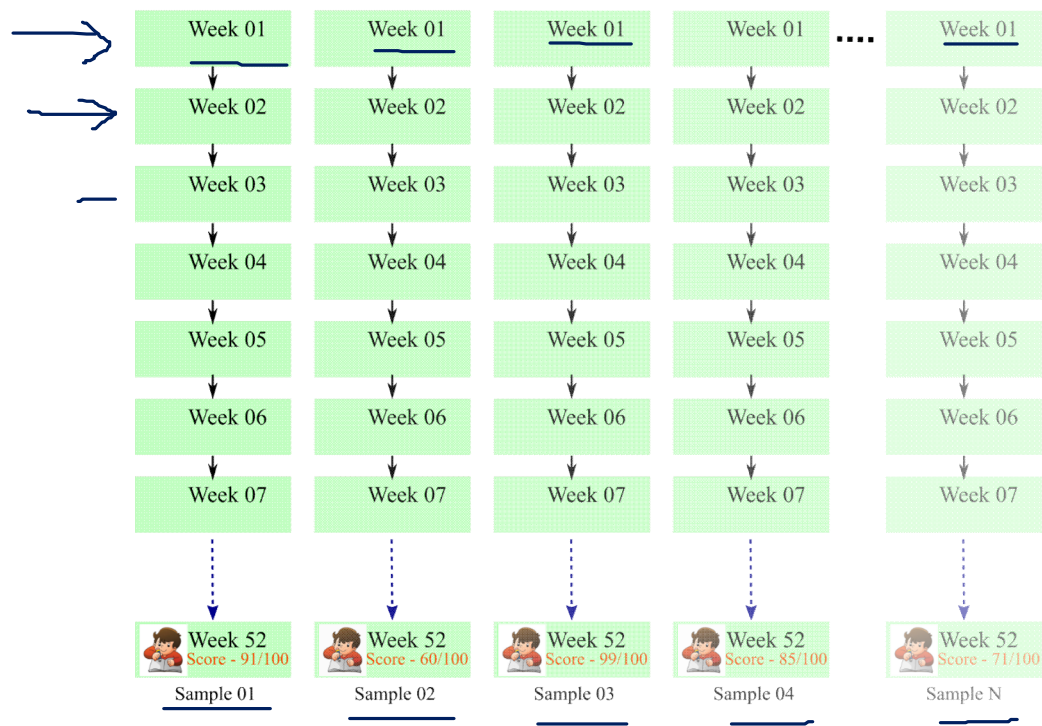 Week 01 Week 01 Week 01 Week 01 .... Week 01
Week 02 Week 02 Week 02 Week 02 Week 02
Week 03 Week 03 Week 03 Week 03 Week 03
Week 04 Week 04 Week 04 Week 04 Week 04
Week 05 Week 05 Week 05 Week 05 Week 05
Week 06 Week 06 Week 06 Week 06 Week 06
Week 07 Week 07 Week 07 Week 07 Week 07
Week 52 Week 52 Week 52 Week 52 Week 52
Score - 91/100 Score - 60/100 Score - 99/100 Score - 85/100 Score - 71/100
Sample 01 Sample 02 Sample 03 Sample 04 Sample N